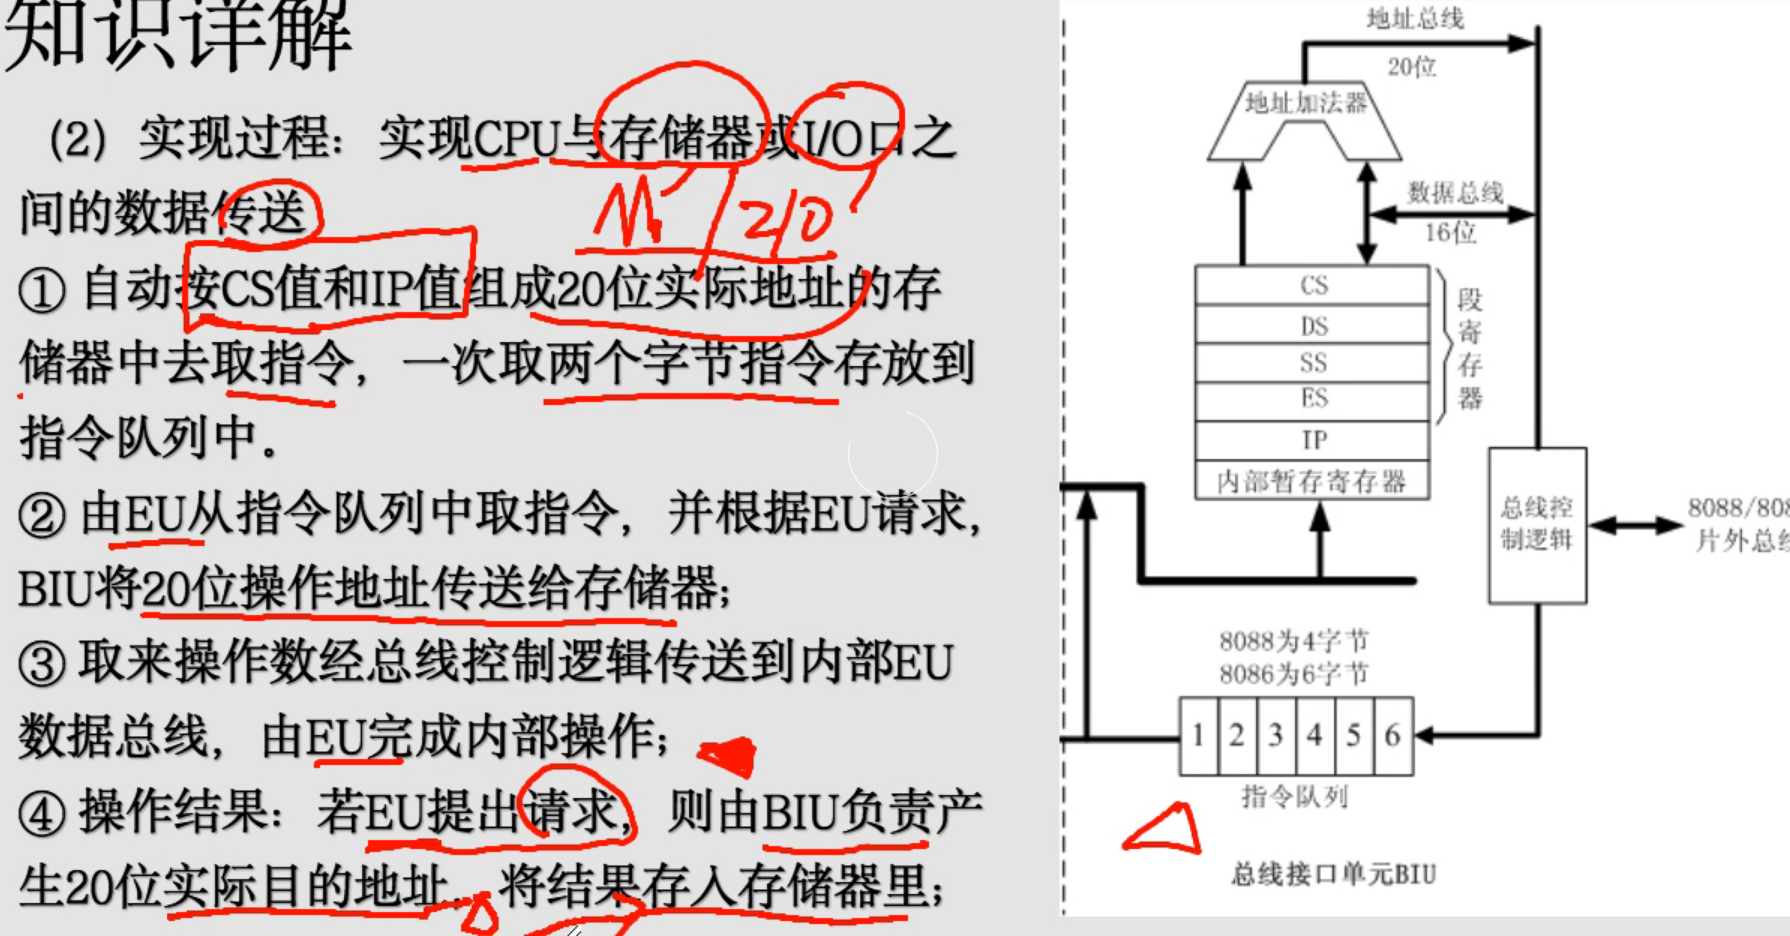 知识详解
(2)实现过程：实现CPU与存储器或I/O口之
间的数据传送
M/I/O
① 自动按CS值和IP值组成20位实际地址的存
储器中去取指令，一次取两个字节指令存放到
指令队列中。
② 由EU从指令队列中取指令，并根据EU请求，
BIU将20位操作地址传送给存储器；
③ 取来操作数经总线控制逻辑传送到内部EU
数据总线，由EU完成内部操作；
④ 操作结果：若EU提出请求，则由BIU负责产
生20位实际目的地址，将结果存入存储器里；
地址总线
20位
地址加法器
数据总线
16位
CS
DS
SS
ES
IP
内部暂存寄存器
段寄存器
总线控
制逻辑
8088/808
片外总线
8088为4字节
8086为6字节
1 2 3 4 5 6
指令队列
总线接口单元BIU